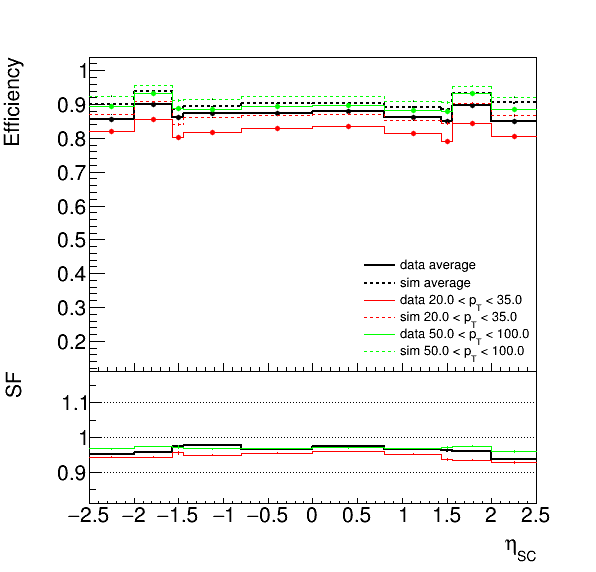 Efficiency
1
0.9
0.8
0.7
0.6
0.5
0.4
0.3
0.2
data average
sim average
data 20.0 < p_T < 35.0
sim 20.0 < p_T < 35.0
data 50.0 < p_T < 100.0
sim 50.0 < p_T < 100.0
SF
1.1
1
0.9
−2.5 −2 −1.5 −1 −0.5 0 0.5 1 1.5 2 2.5
η_SC